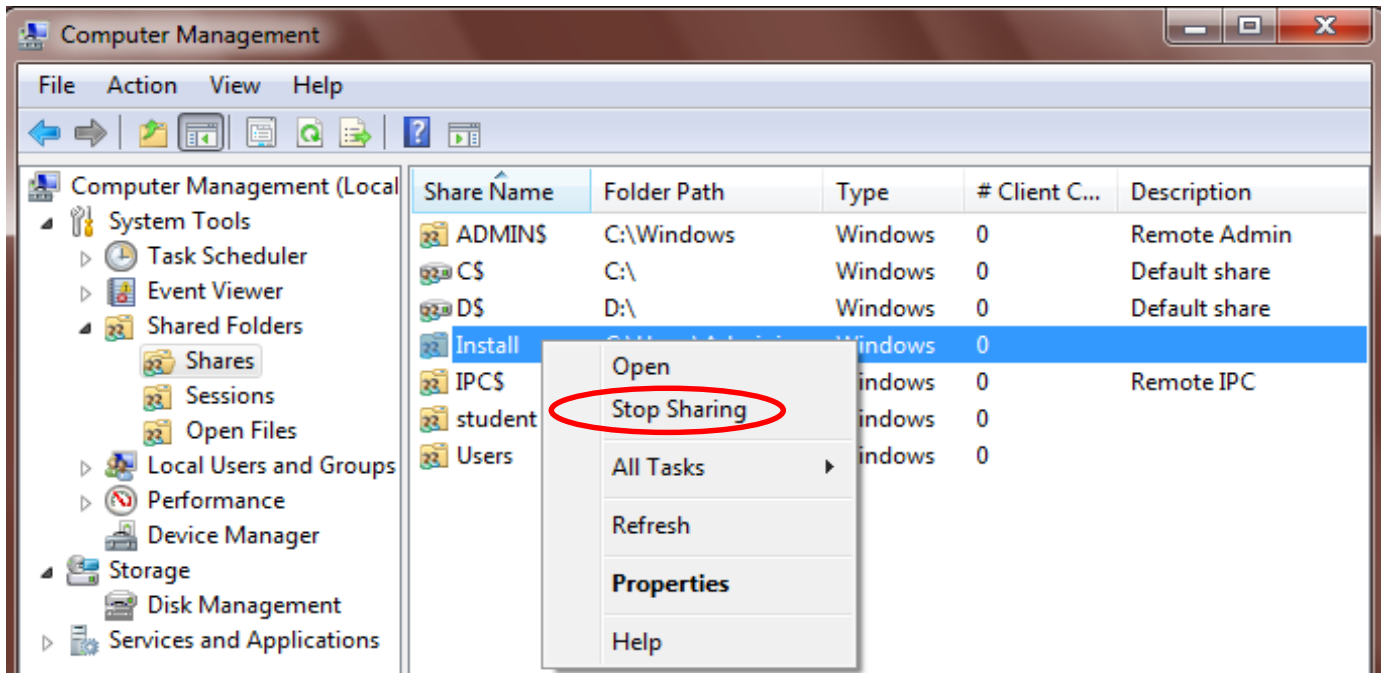 Computer Management
File Action View Help
Computer Management (Local
System Tools
Task Scheduler
Event Viewer
Shared Folders
Shares
Sessions
Open Files
Local Users and Groups
Performance
Device Manager
Storage
Disk Management
Services and Applications
Share Name Folder Path Type # Client C... Description
ADMIN$ C:\Windows Windows 0 Remote Admin
C$ C:\ Windows 0 Default share
D$ D:\ Windows 0 Default share
Install Windows 0
IPC$ indows 0 Remote IPC
student indows 0
Users indows 0
Open
Stop Sharing
All Tasks
Refresh
Properties
Help